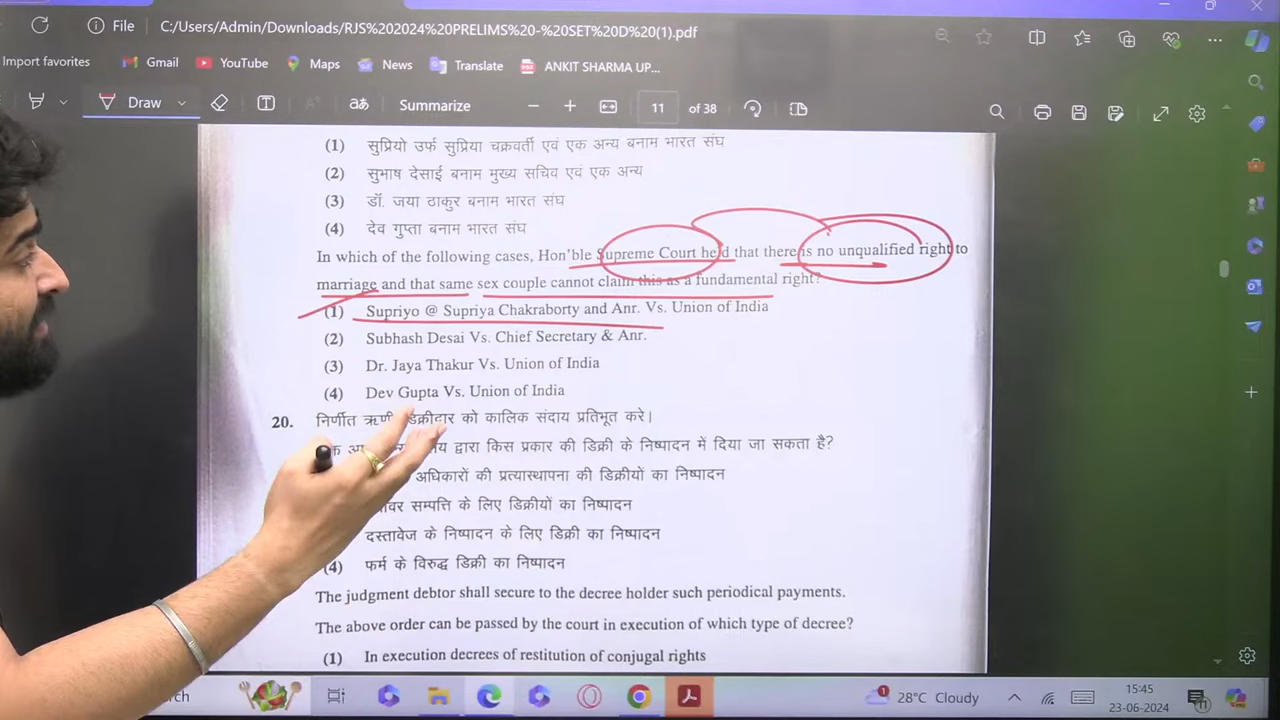 File C:/Users/Admin/Downloads/RJS%202024%20PRELIMS%20-%20SET%20D%20(1).pdf
Import favorites Gmail YouTube Maps News Translate ANKIT SHARMA UP...
Draw aあ Summarize 11 of 38
(1) सुप्रियो उर्फ सुप्रिया चक्रवर्ती एवं एक अन्य बनाम भारत संघ
(2) सुभाष देसाई बनाम मुख्य सचिव एवं एक अन्य
(3) डॉ. जया ठाकुर बनाम भारत संघ
(4) देव गुप्ता बनाम भारत संघ
In which of the following cases, Hon'ble Supreme Court held that there is no unqualified right to
marriage and that same sex couple cannot claim this as a fundamental right?
(1) Supriyo @ Supriya Chakraborty and Anr. Vs. Union of India
(2) Subhash Desai Vs. Chief Secretary & Anr.
(3) Dr. Jaya Thakur Vs. Union of India
(4) Dev Gupta Vs. Union of India
20. निर्णीत ऋणी डिक्रीदार को कालिक संदाय प्रतिभूत करे।
द्वारा किस प्रकार की डिक्री के निष्पादन में दिया जा सकता है?
अधिकारों की प्रत्यास्थापना की डिक्रीयों का निष्पादन
सम्पत्ति के लिए डिक्रीयों का निष्पादन
दस्तावेज के निष्पादन के लिए डिक्री का निष्पादन
(4) फर्म के विरुद्ध डिक्री का निष्पादन
The judgment debtor shall secure to the decree holder such periodical payments.
The above order can be passed by the court in execution of which type of decree?
(1) In execution decrees of restitution of conjugal rights
28°C Cloudy 15:45
23-06-2024